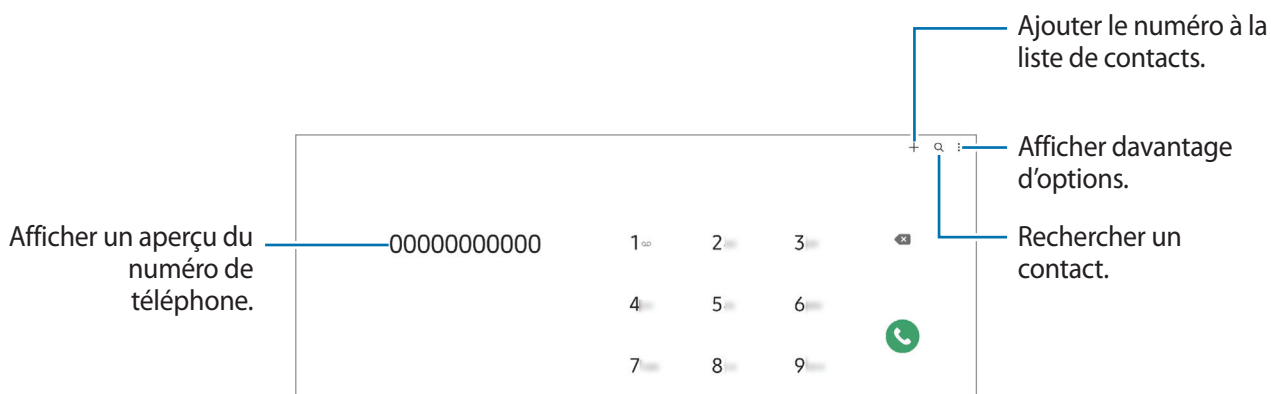 Ajouter le numéro à la
liste de contacts.
Afficher davantage
d'options.
Afficher un aperçu du
numéro de
téléphone.
00000000000
1 2 3
Rechercher un
contact.
4 5 6
7 8 9